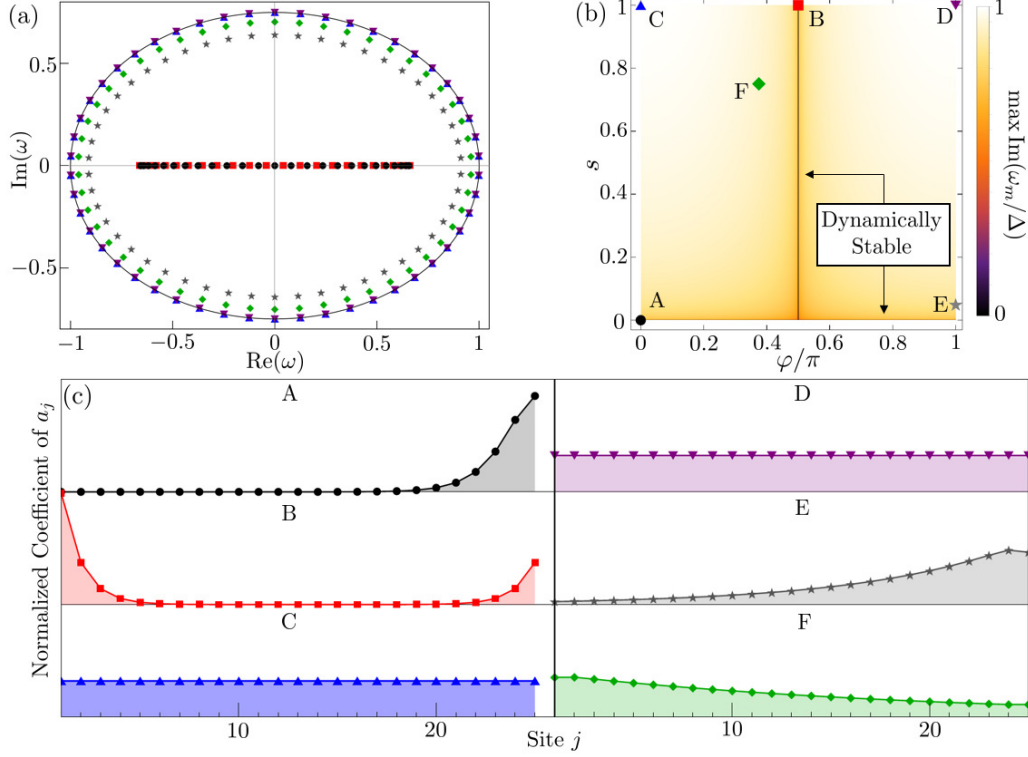 (a)
Im(ω)
0.5
0
−0.5
−1
−0.5
0
0.5
1
Re(ω)
(b)
C
B
D
F
A
E
Dynamically
Stable
s
1
0.8
0.6
0.4
0.2
0
0
0.2
0.4
0.6
0.8
1
φ/π
1
0
max Im(ω_m/Δ)
(c)
Normalized Coefficient of a_j
A
D
B
E
C
F
10
20
10
20
Site j